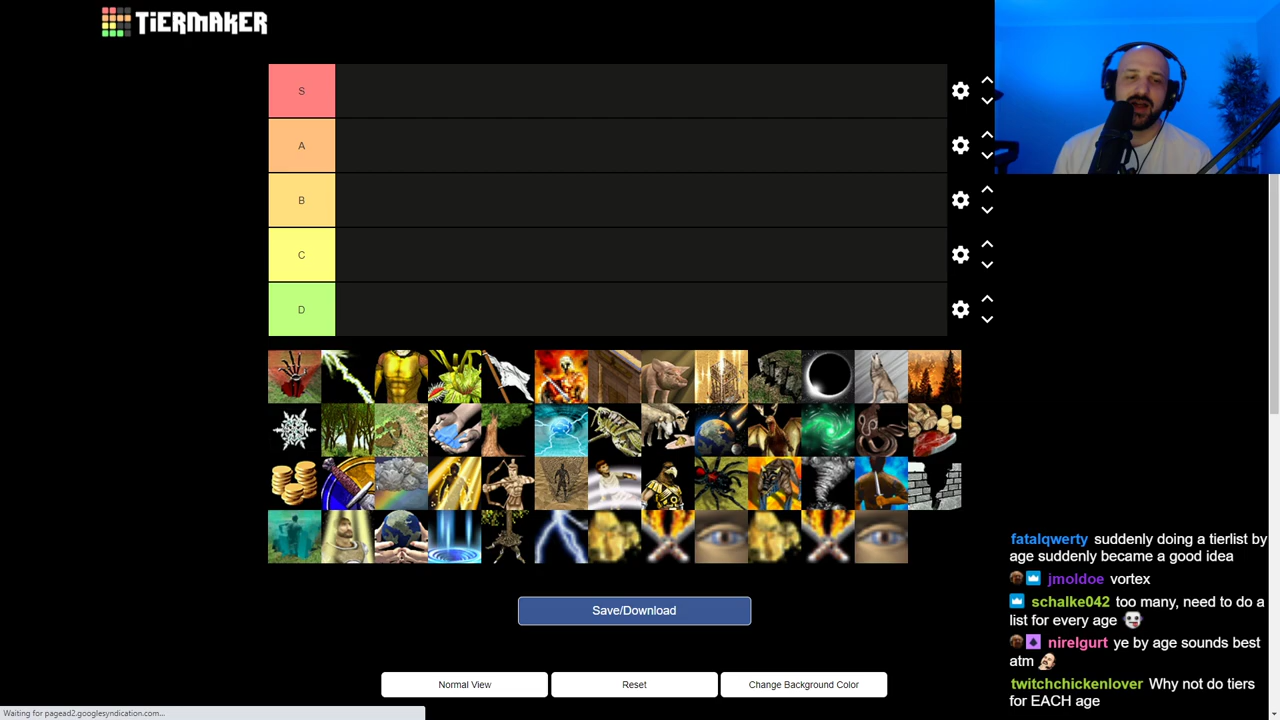 TiERMAKER
S
A
B
C
D
Save/Download
Normal View
Reset
Change Background Color
fatalqwerty suddenly doing a tierlist by
age suddenly became a good idea
jmoldoe vortex
schalke042 too many, need to do a
list for every age
nirelgurt ye by age sounds best
atm
twitchchickenlover Why not do tiers
for EACH age
Waiting for pagead2.googlesyndication.com...